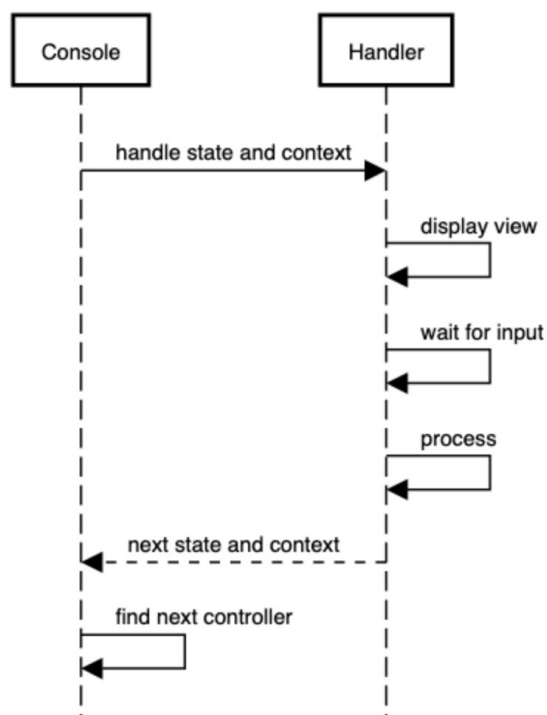 Console
Handler
handle state and context
display view
wait for input
process
next state and context
find next controller